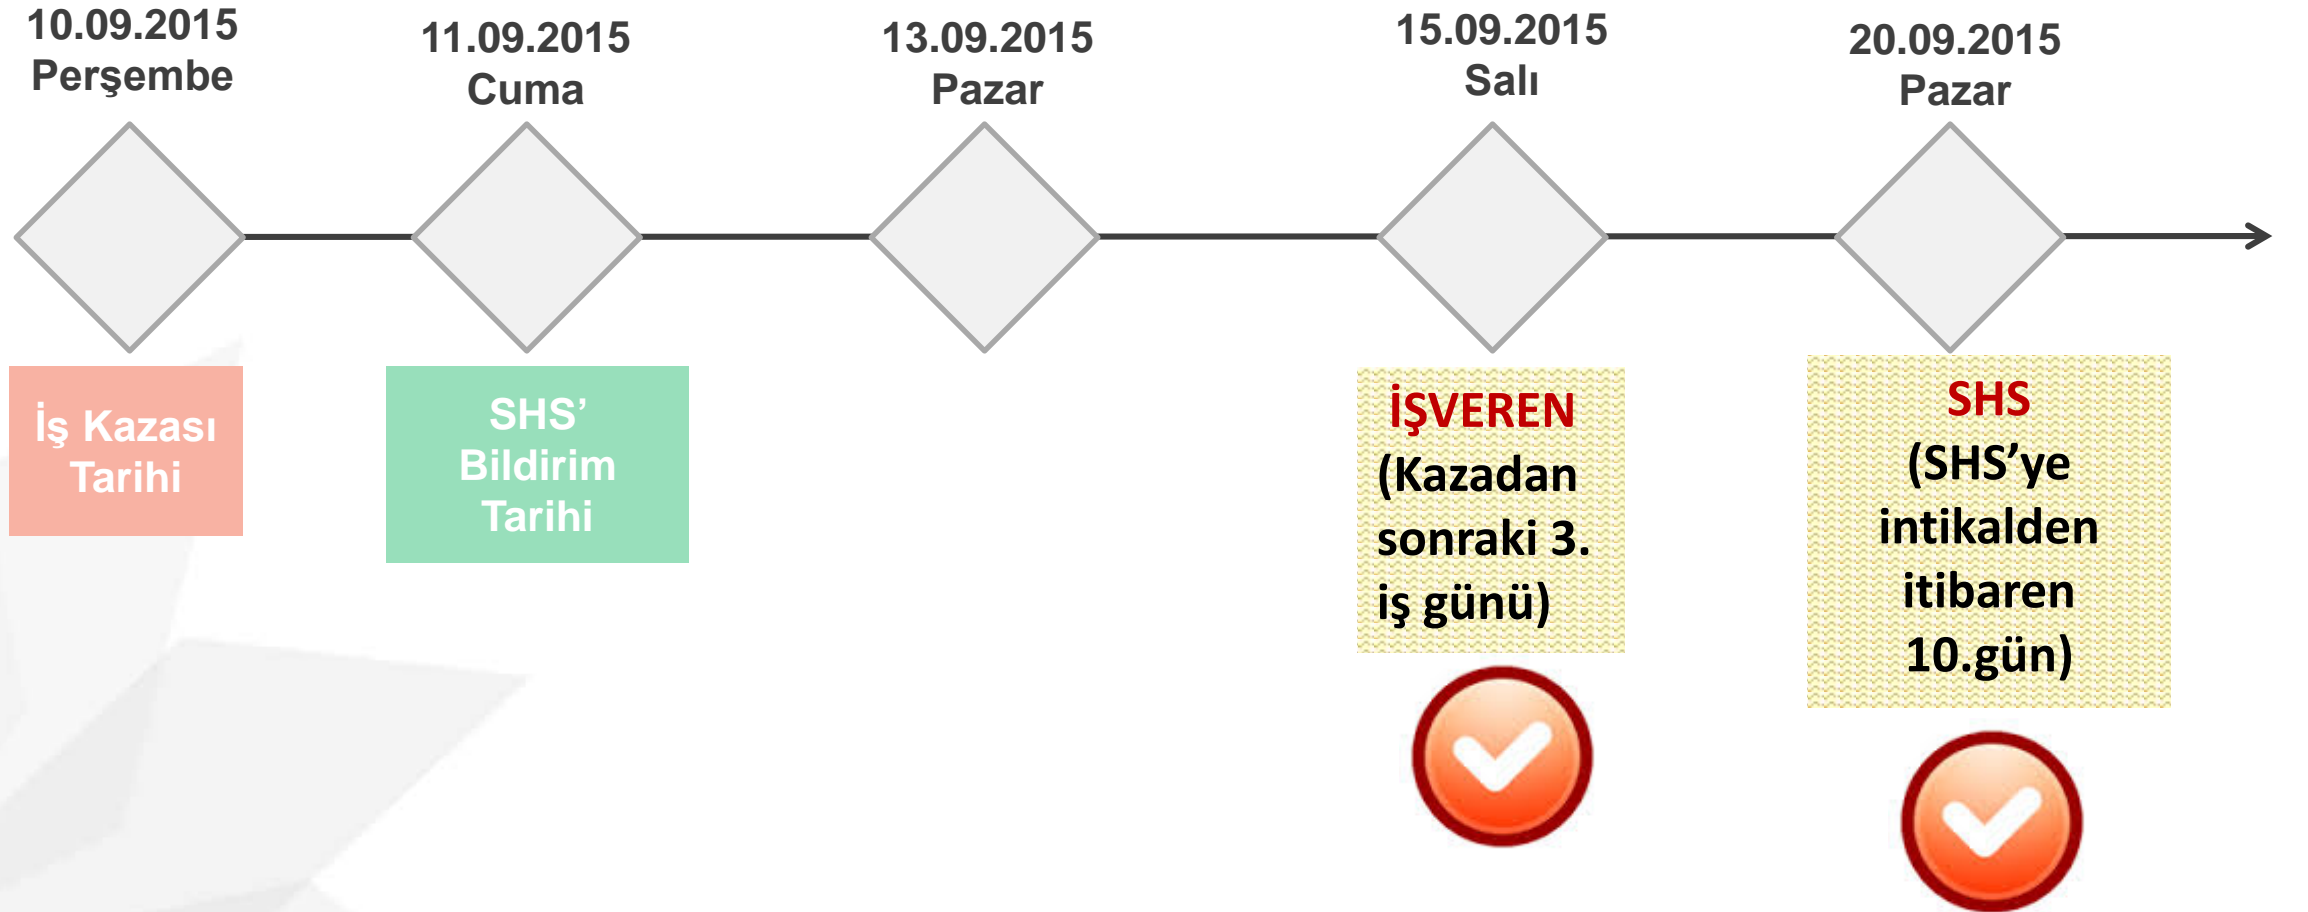 10.09.2015
Perşembe
11.09.2015
Cuma
13.09.2015
Pazar
15.09.2015
Salı
20.09.2015
Pazar
İş Kazası
Tarihi
SHS’
Bildirim
Tarihi
İŞVEREN
(Kazadan
sonraki 3.
iş günü)
SHS
(SHS’ye
intikalden
itibaren
10.gün)